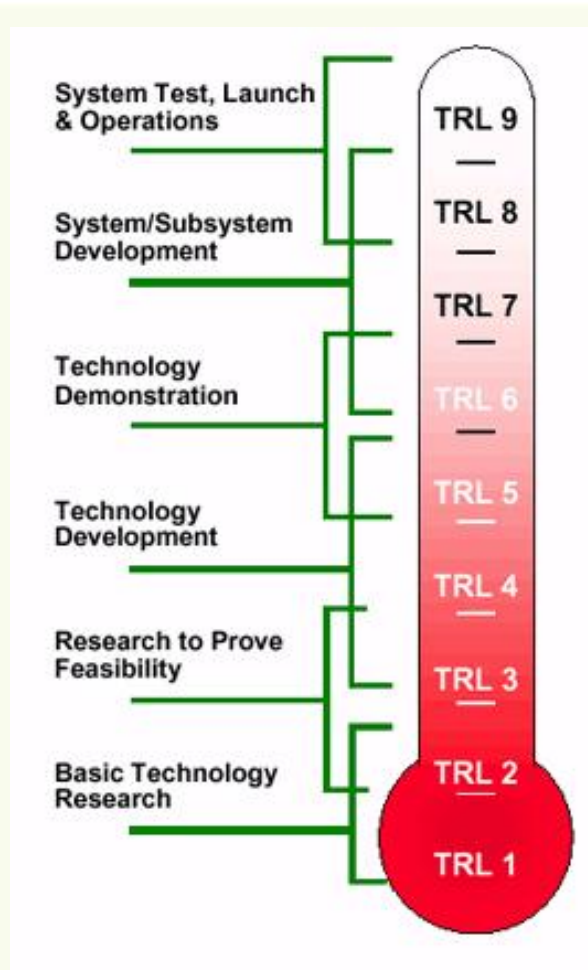 System Test, Launch
& Operations
System/Subsystem
Development
Technology
Demonstration
Technology
Development
Research to Prove
Feasibility
Basic Technology
Research
TRL 9
TRL 8
TRL 7
TRL 6
TRL 5
TRL 4
TRL 3
TRL 2
TRL 1